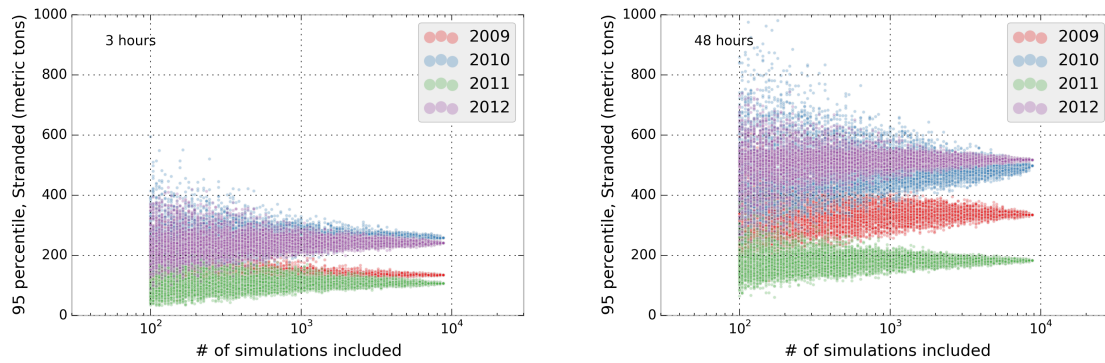 95 percentile, Stranded (metric tons)
1000
800
600
400
200
0
3 hours
2009
2010
2011
2012
10² 10³ 10⁴
# of simulations included
95 percentile, Stranded (metric tons)
1000
800
600
400
200
0
48 hours
2009
2010
2011
2012
10² 10³ 10⁴
# of simulations included